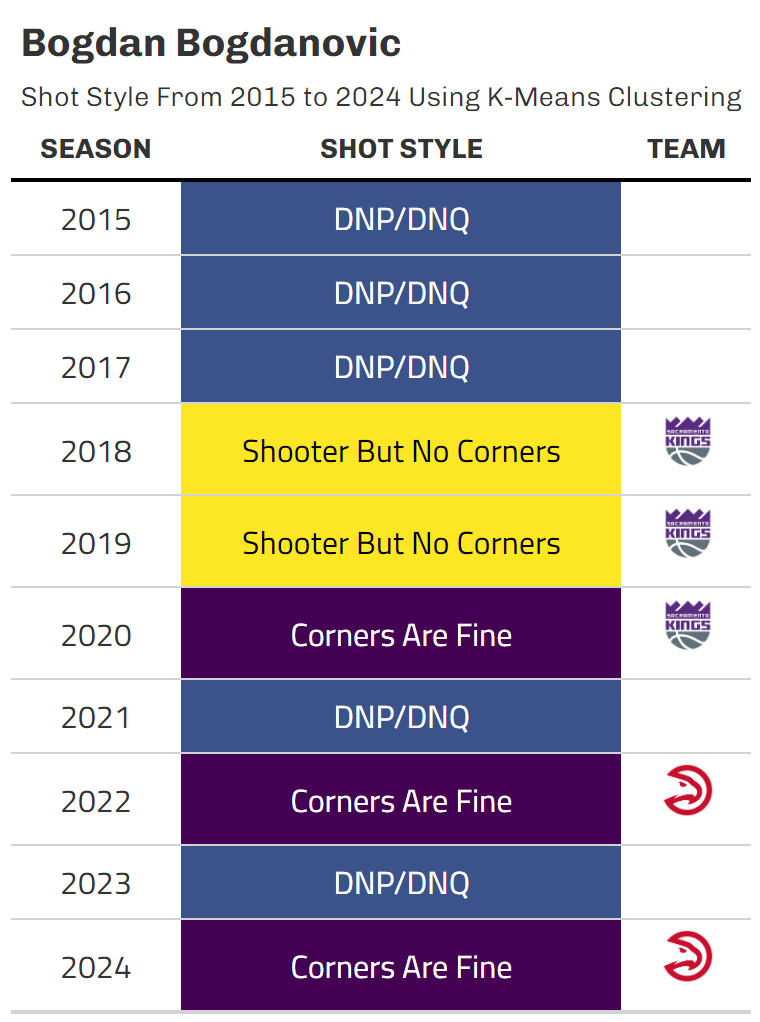 Bogdan Bogdanovic
Shot Style From 2015 to 2024 Using K-Means Clustering
SEASON SHOT STYLE TEAM
2015 DNP/DNQ
2016 DNP/DNQ
2017 DNP/DNQ
2018 Shooter But No Corners SACRAMENTO KINGS
2019 Shooter But No Corners SACRAMENTO KINGS
2020 Corners Are Fine SACRAMENTO KINGS
2021 DNP/DNQ
2022 Corners Are Fine
2023 DNP/DNQ
2024 Corners Are Fine